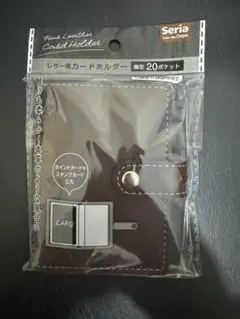 Faux Leather
Card Holder
Seria
Color the Days
レザー風カードホルダー
横型 20ポケット
ポイントカードや
スタンプカード
にも
CARD